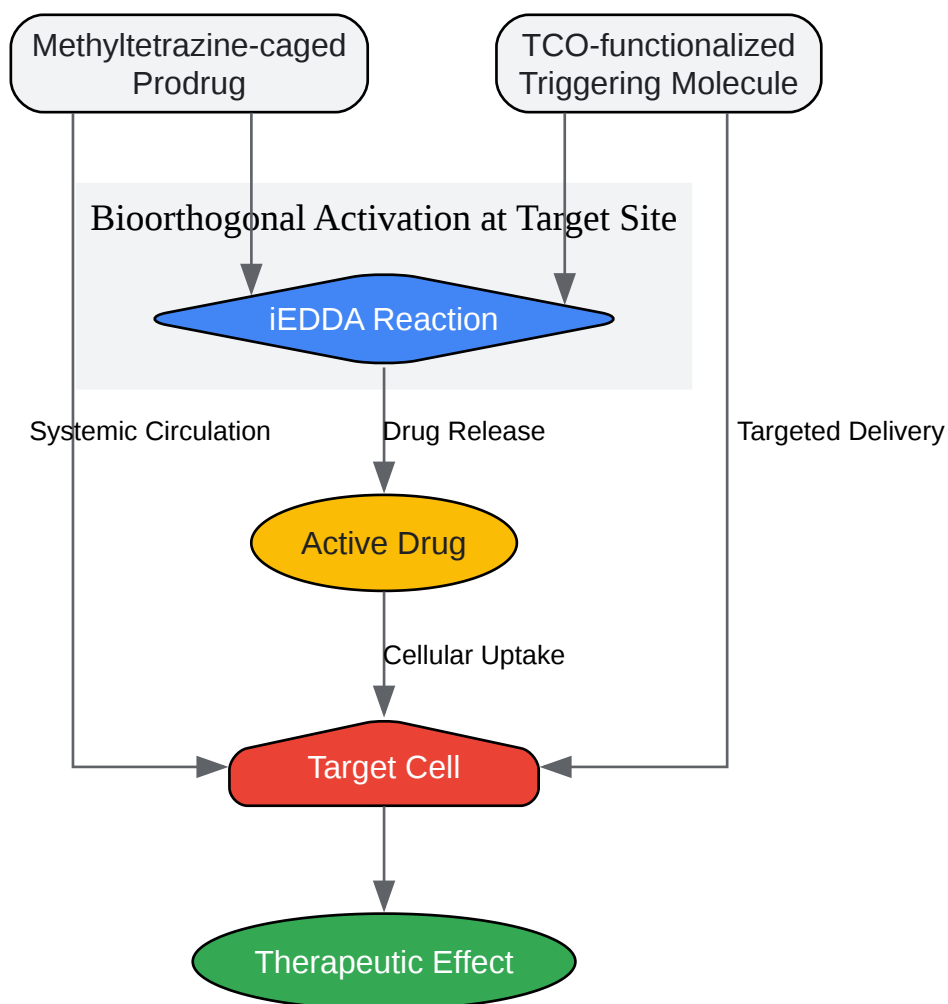 Methyltetrazine-caged
Prodrug
TCO-functionalized
Triggering Molecule
Bioorthogonal Activation at Target Site
iEDDA Reaction
Systemic Circulation
Drug Release
Targeted Delivery
Active Drug
Cellular Uptake
Target Cell
Therapeutic Effect